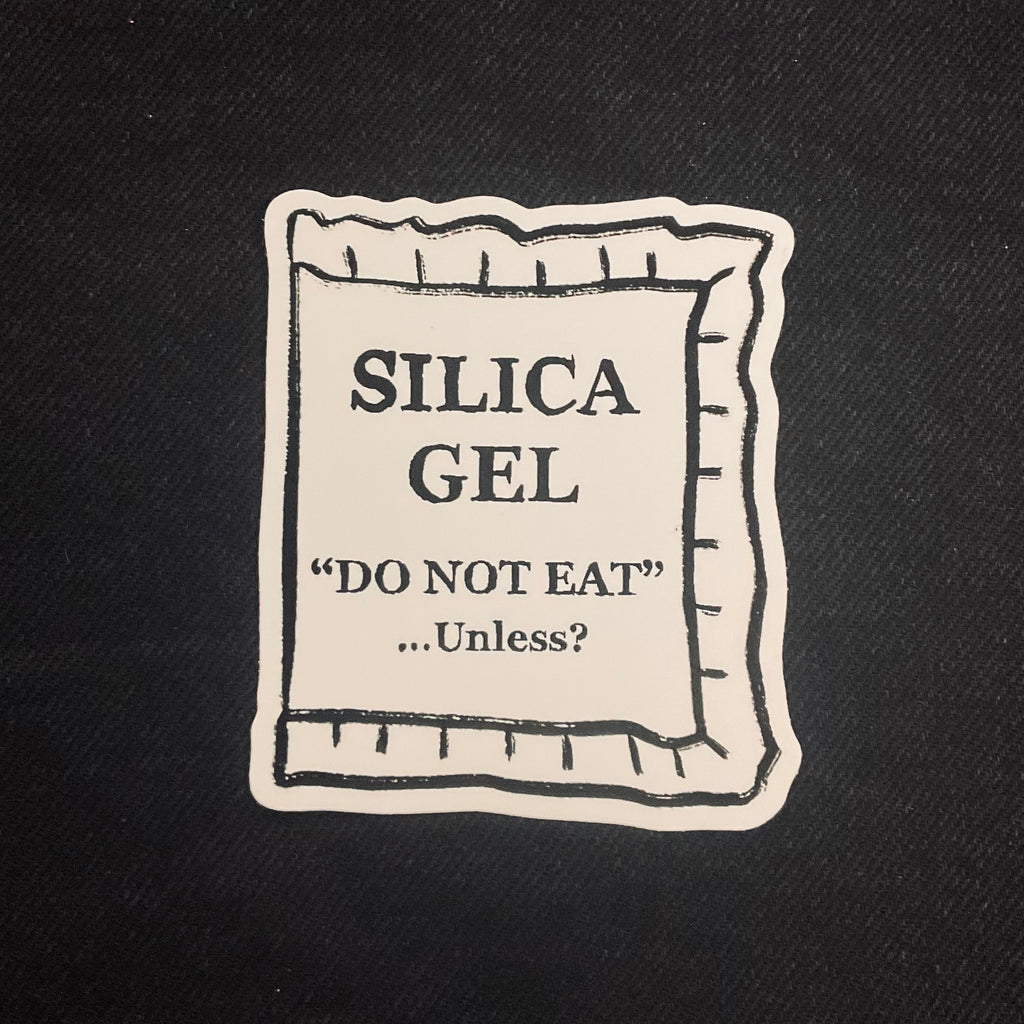 SILICA
GEL
“DO NOT EAT”
...Unless?